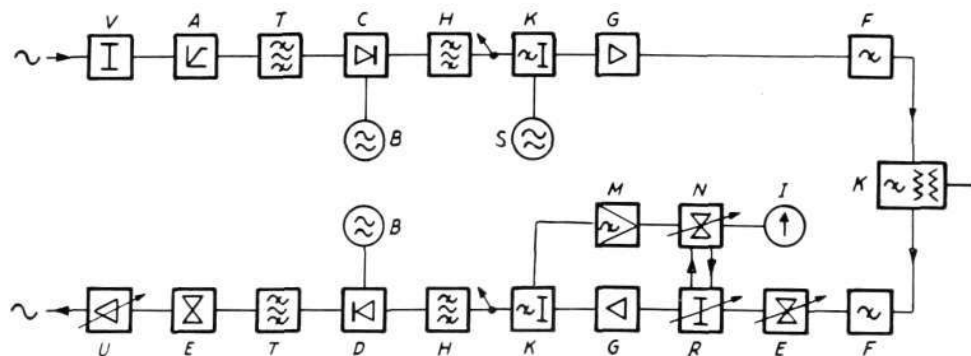 V A T C H K G F
B S
K
M N I
B
U E T D H K G R E F